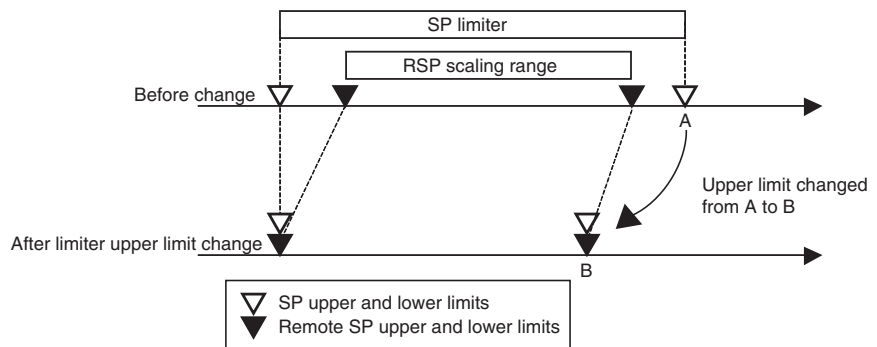 SP limiter
RSP scaling range
Before change
A
Upper limit changed
from A to B
After limiter upper limit change
B
SP upper and lower limits
Remote SP upper and lower limits